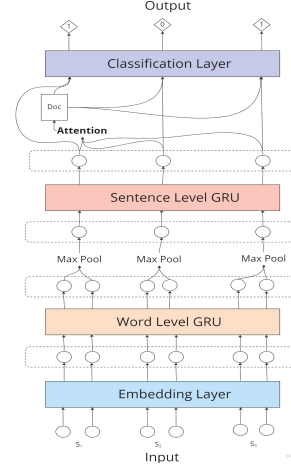 Output
1 0 1
Classification Layer
Doc
Attention
Sentence Level GRU
Max Pool Max Pool Max Pool
Word Level GRU
Embedding Layer
S₁ S₂
Input